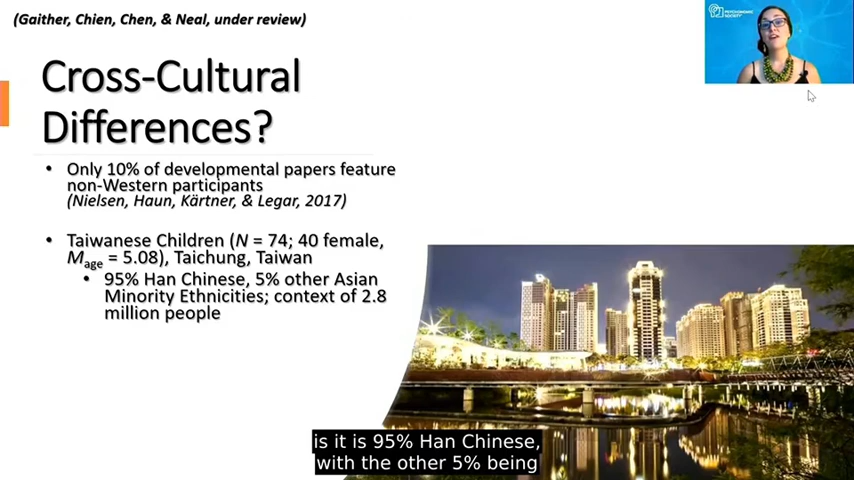 (Gaither, Chien, Chen, & Neal, under review)
PSYCHONOMIC
SOCIETY
Cross-Cultural
Differences?
• Only 10% of developmental papers feature
non-Western participants
(Nielsen, Haun, Kärtner, & Legar, 2017)
• Taiwanese Children (N = 74; 40 female,
Mage = 5.08), Taichung, Taiwan
• 95% Han Chinese, 5% other Asian
Minority Ethnicities; context of 2.8
million people
is it is 95% Han Chinese,
with the other 5% being